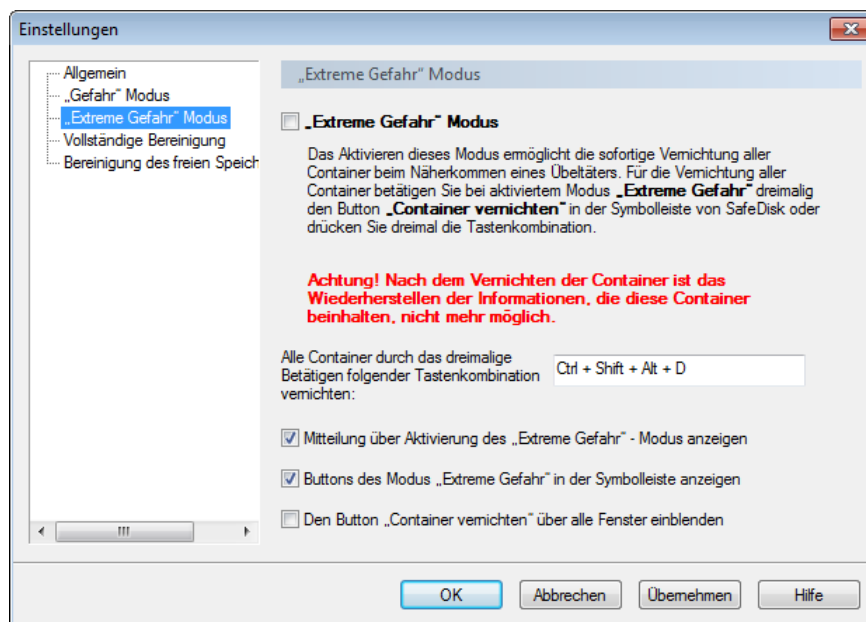 Einstellungen
Allgemein
„Gefahr" Modus
„Extreme Gefahr" Modus
Vollständige Bereinigung
Bereinigung des freien Speich
„Extreme Gefahr" Modus
„Extreme Gefahr" Modus
Das Aktivieren dieses Modus ermöglicht die sofortige Vernichtung aller
Container beim Näherkommen eines Übeltäters. Für die Vernichtung aller
Container betätigen Sie bei aktiviertem Modus „Extreme Gefahr" dreimalig
den Button „Container vernichten" in der Symbolleiste von SafeDisk oder
drücken Sie dreimal die Tastenkombination.
Achtung! Nach dem Vernichten der Container ist das
Wiederherstellen der Informationen, die diese Container
beinhalten, nicht mehr möglich.
Alle Container durch das dreimalige
Betätigen folgender Tastenkombination
vernichten:
Ctrl + Shift + Alt + D
Mitteilung über Aktivierung des „Extreme Gefahr" - Modus anzeigen
Buttons des Modus „Extreme Gefahr" in der Symbolleiste anzeigen
Den Button „Container vernichten" über alle Fenster einblenden
OK
Abbrechen
Übernehmen
Hilfe